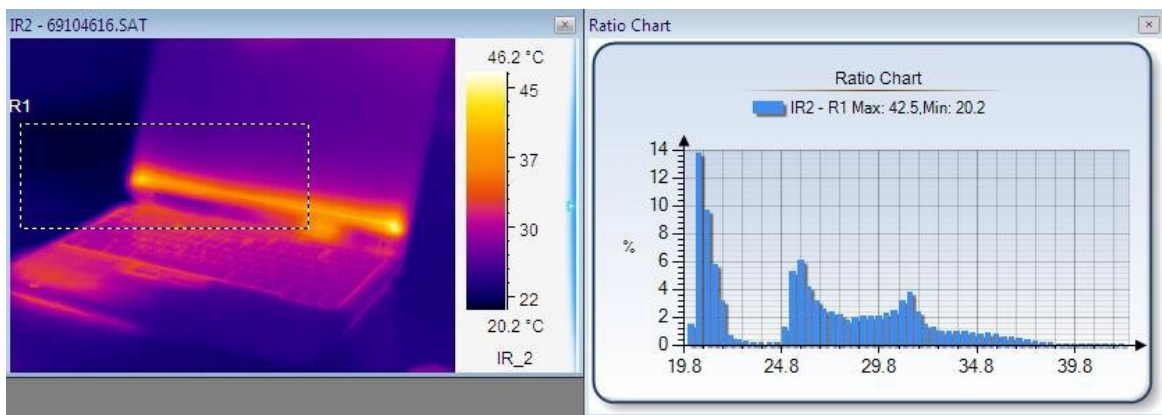 IR2 - 69104616.SAT
R1
46.2 °C
45
37
30
22
20.2 °C
IR_2
Ratio Chart
Ratio Chart
IR2 - R1 Max: 42.5,Min: 20.2
14
12
10
8
6
4
2
0
%
19.8 24.8 29.8 34.8 39.8